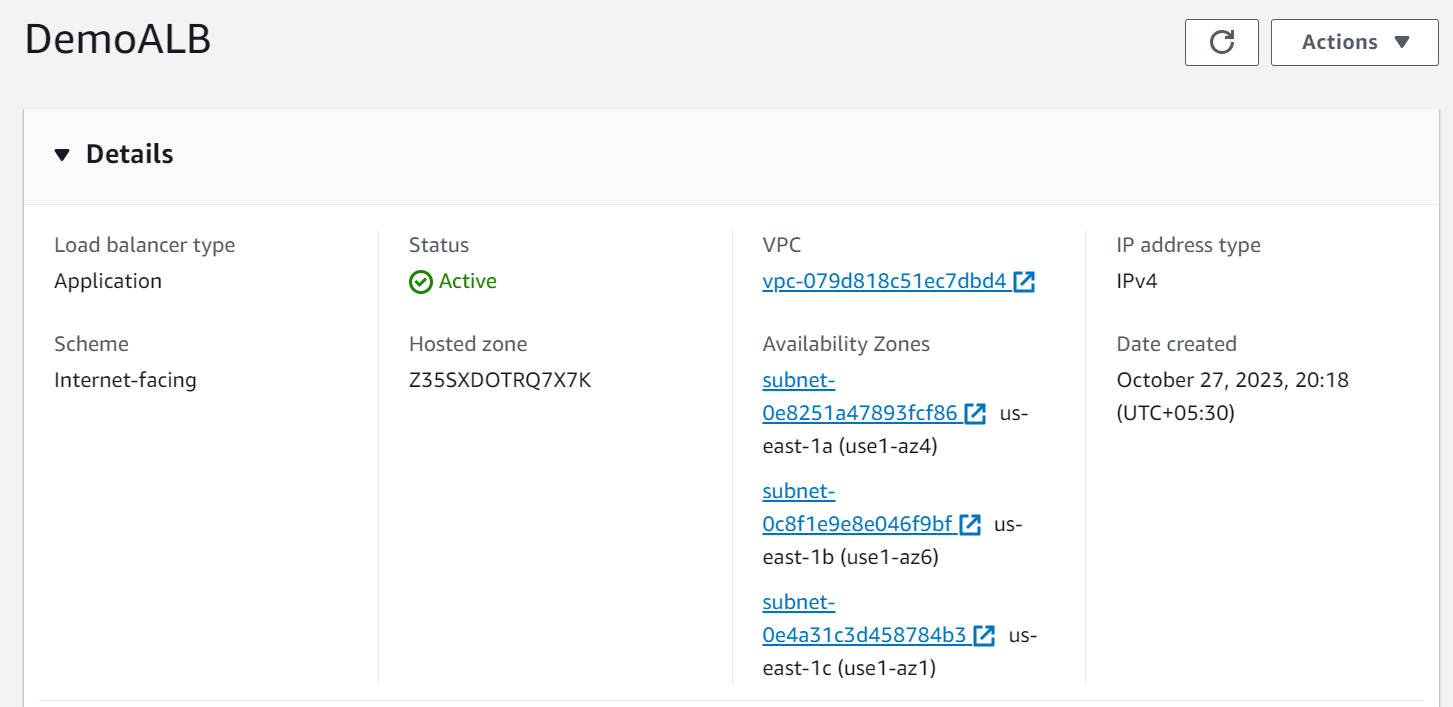 DemoALB
Actions
Details
Load balancer type
Application
Scheme
Internet-facing
Status
Active
Hosted zone
Z35SXDOTRQ7X7K
VPC
vpc-079d818c51ec7dbd4
Availability Zones
subnet-
0e8251a47893fcf86 us-
east-1a (use1-az4)
subnet-
0c8f1e9e8e046f9bf us-
east-1b (use1-az6)
subnet-
0e4a31c3d458784b3 us-
east-1c (use1-az1)
IP address type
IPv4
Date created
October 27, 2023, 20:18
(UTC+05:30)